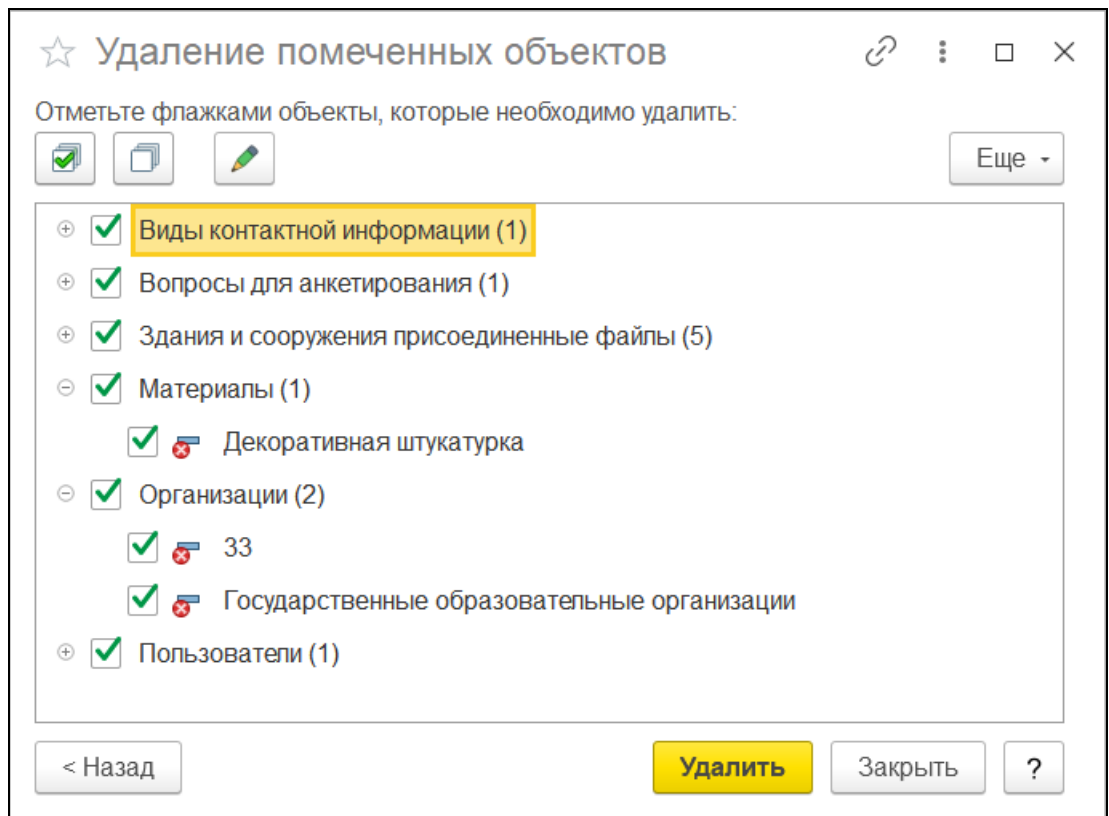 Удаление помеченных объектов
Отметьте флажками объекты, которые необходимо удалить:
Еще
Виды контактной информации (1)
Вопросы для анкетирования (1)
Здания и сооружения присоединенные файлы (5)
Материалы (1)
Декоративная штукатурка
Организации (2)
33
Государственные образовательные организации
Пользователи (1)
< Назад Удалить Закрыть ?